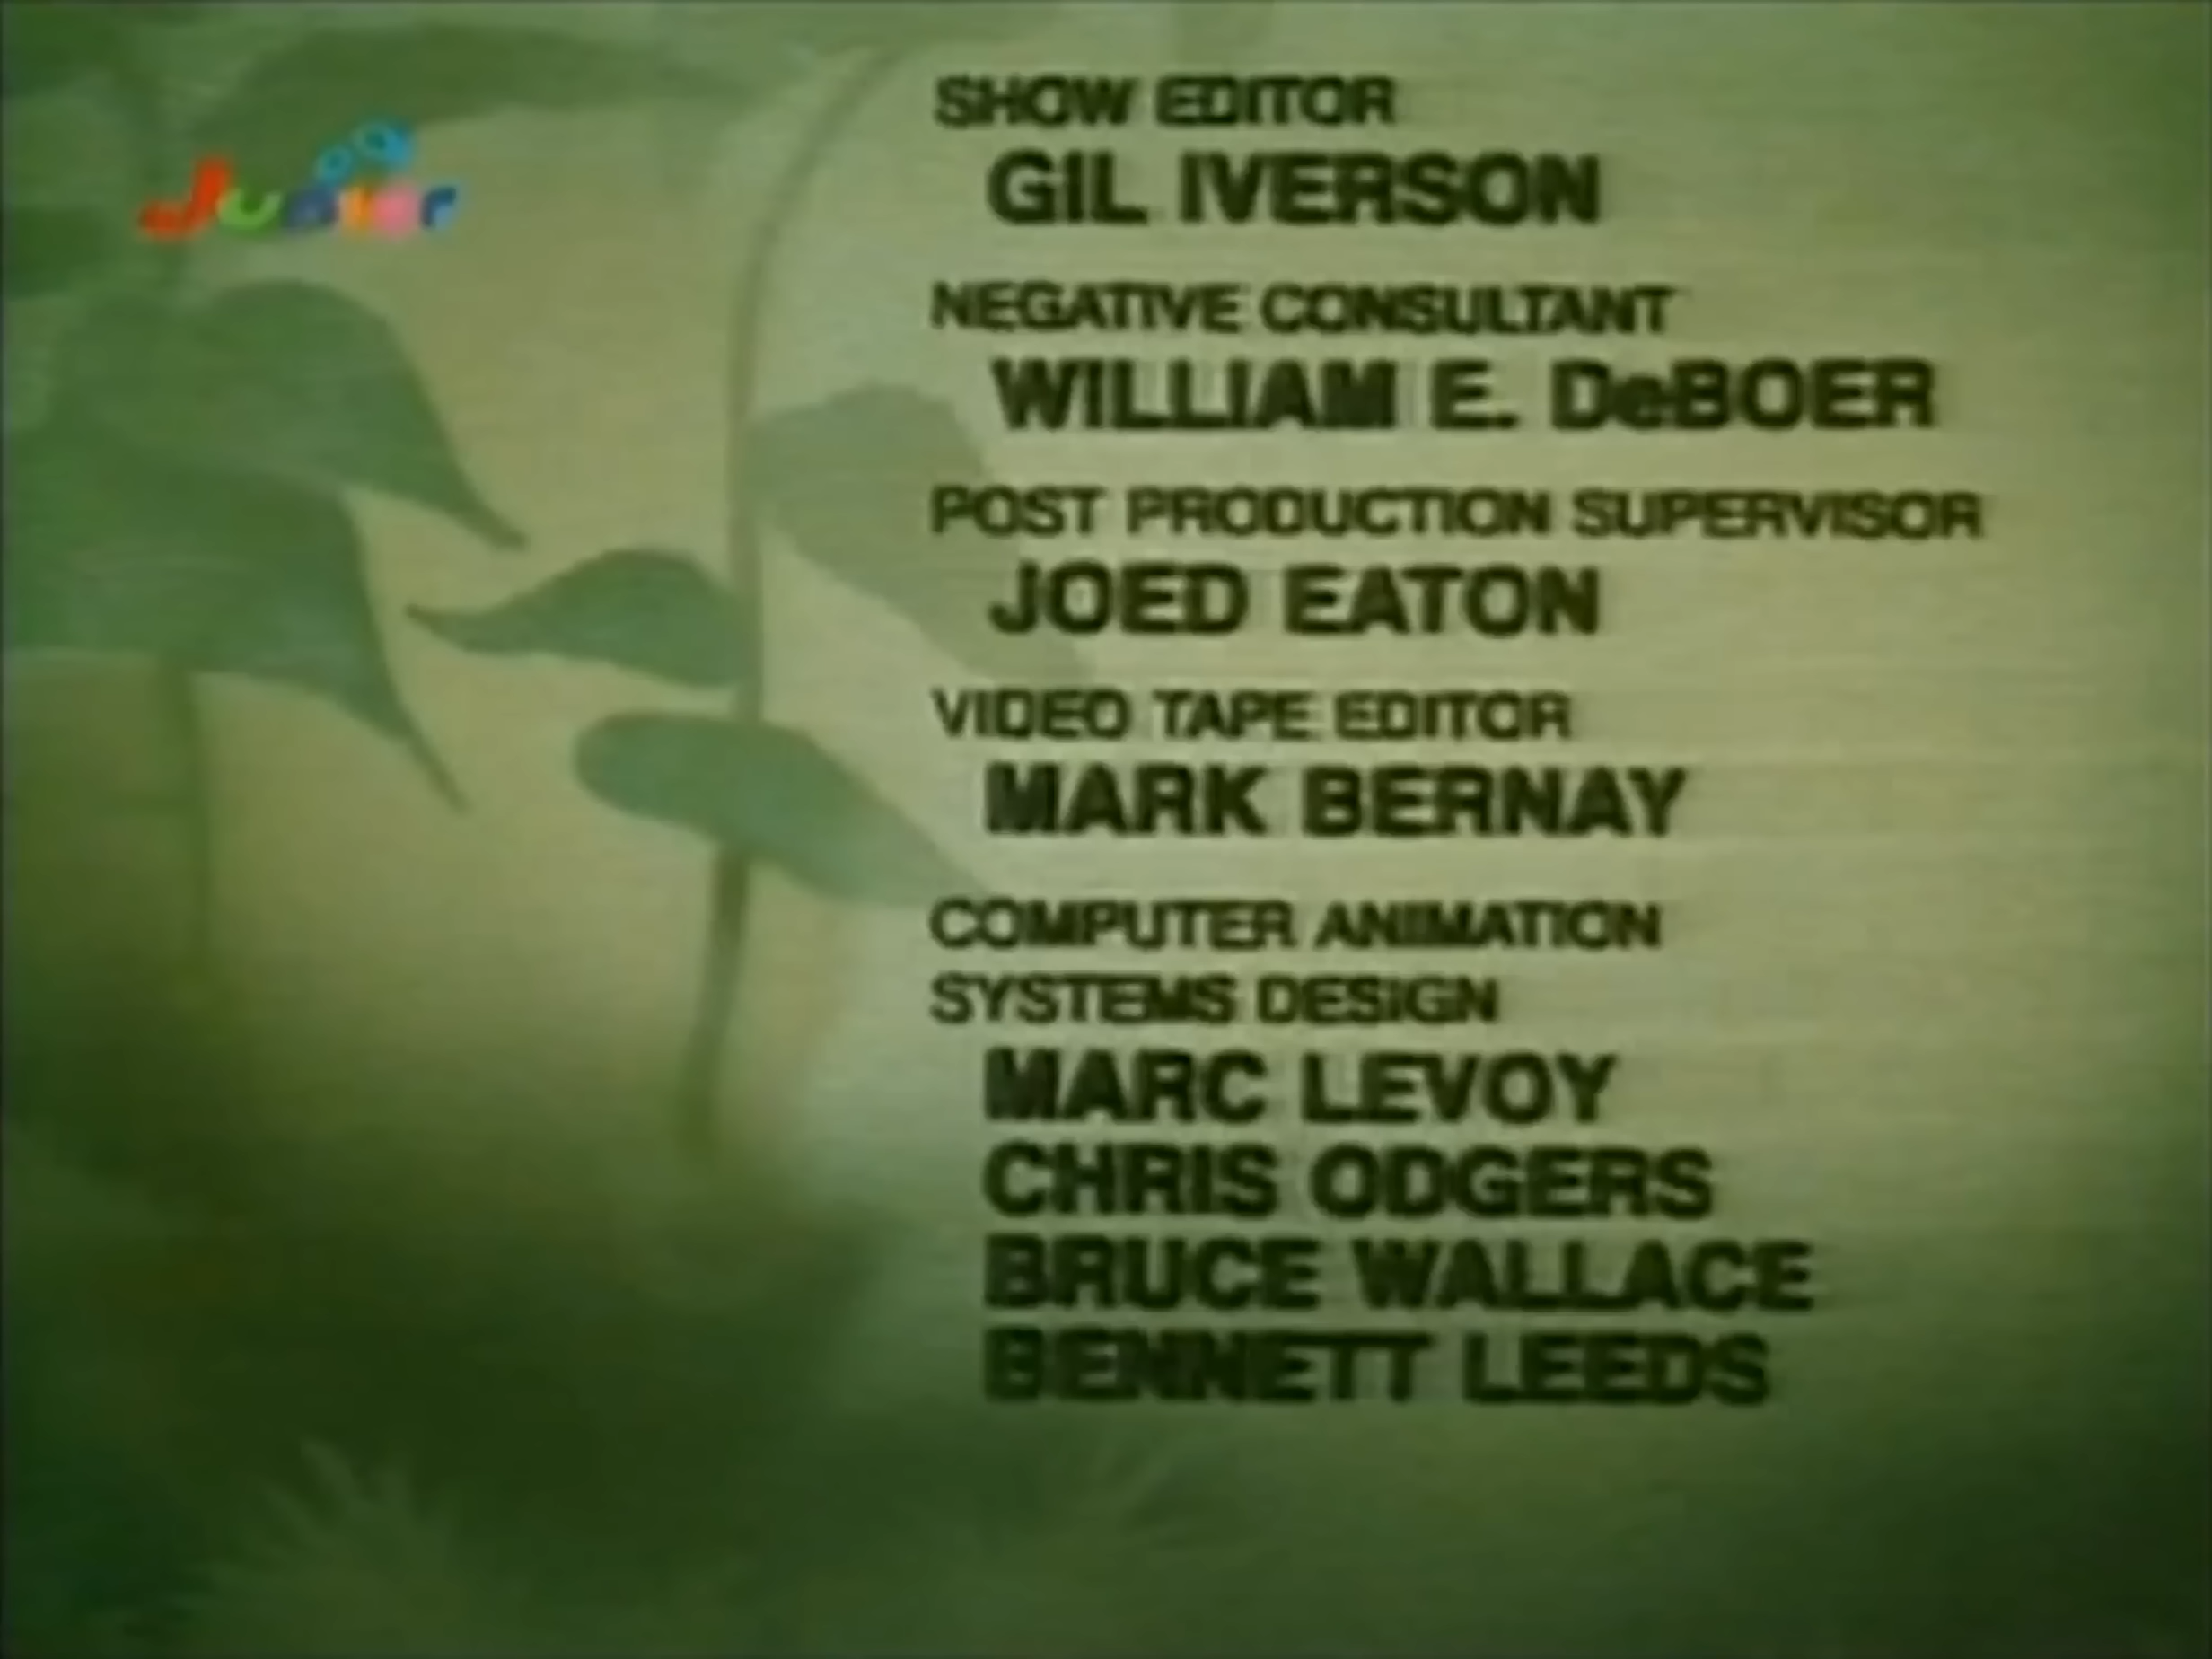 Junior
SHOW EDITOR
GIL IVERSON
NEGATIVE CONSULTANT
WILLIAM E. DeBOER
POST PRODUCTION SUPERVISOR
JOED EATON
VIDEO TAPE EDITOR
MARK BERNAY
COMPUTER ANIMATION
SYSTEMS DESIGN
MARC LEVOY
CHRIS ODGERS
BRUCE WALLACE
BENNETT LEEDS